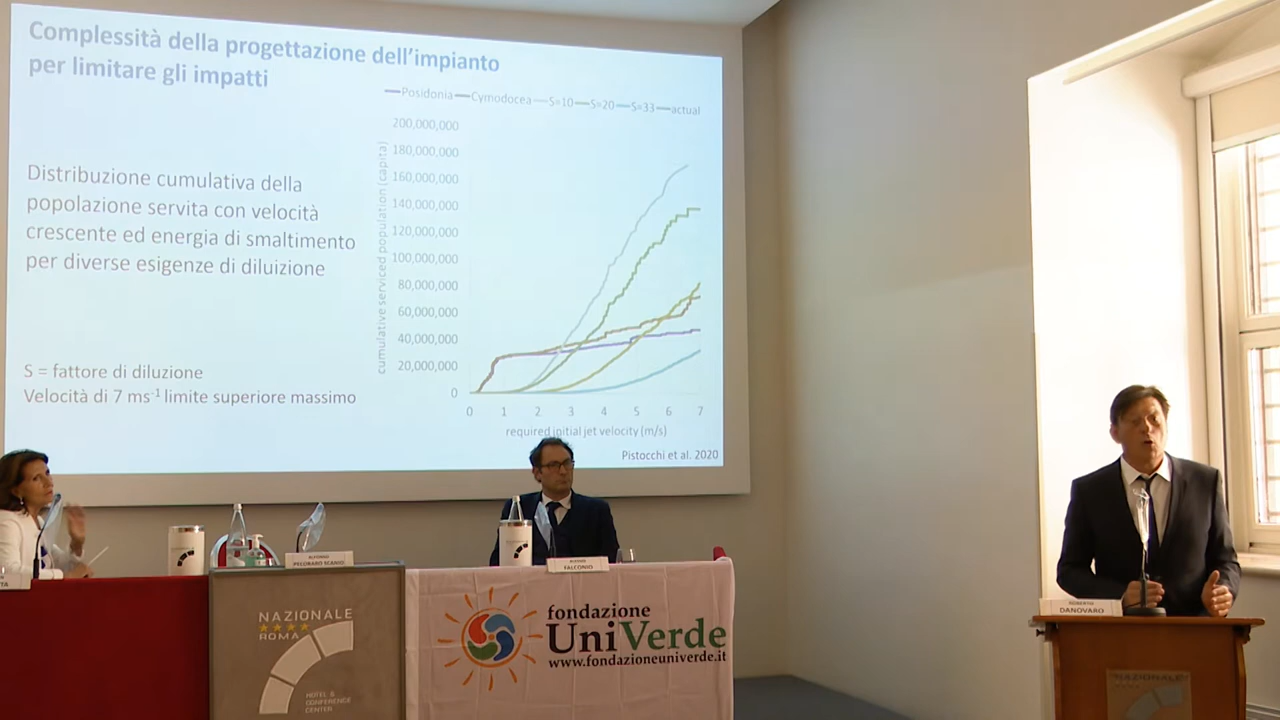 Complessità della progettazione dell'impianto
per limitare gli impatti
Posidonia Cymodocea S=10 S=20 S=33 actual
Distribuzione cumulativa della
popolazione servita con velocità
crescente ed energia di smaltimento
per diverse esigenze di diluizione
S = fattore di diluzione
Velocità di 7 ms⁻¹ limite superiore massimo
cumulative serviced population (capita)
200,000,000
180,000,000
160,000,000
140,000,000
120,000,000
100,000,000
80,000,000
60,000,000
40,000,000
20,000,000
0
0 1 2 3 4 5 6 7
required initial jet velocity (m/s)
Pistocchi et al. 2020
TA
ALFONSO
PECORARO SCANIO
FALCONIO
ROBERTO
DANOVARO
NAZIONALE
ROMA
HOTEL &
CONFERENCE
CENTER
fondazione
UniVerde
www.fondazioneuniverde.it
NAZIONALE